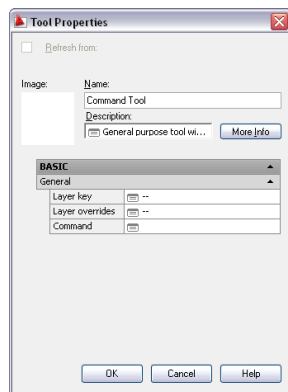 Tool Properties
Refresh from:
Image:
Name:
Command Tool
Description:
General purpose tool wi...
More Info
BASIC
General
Layer key --
Layer overrides --
Command
OK Cancel Help